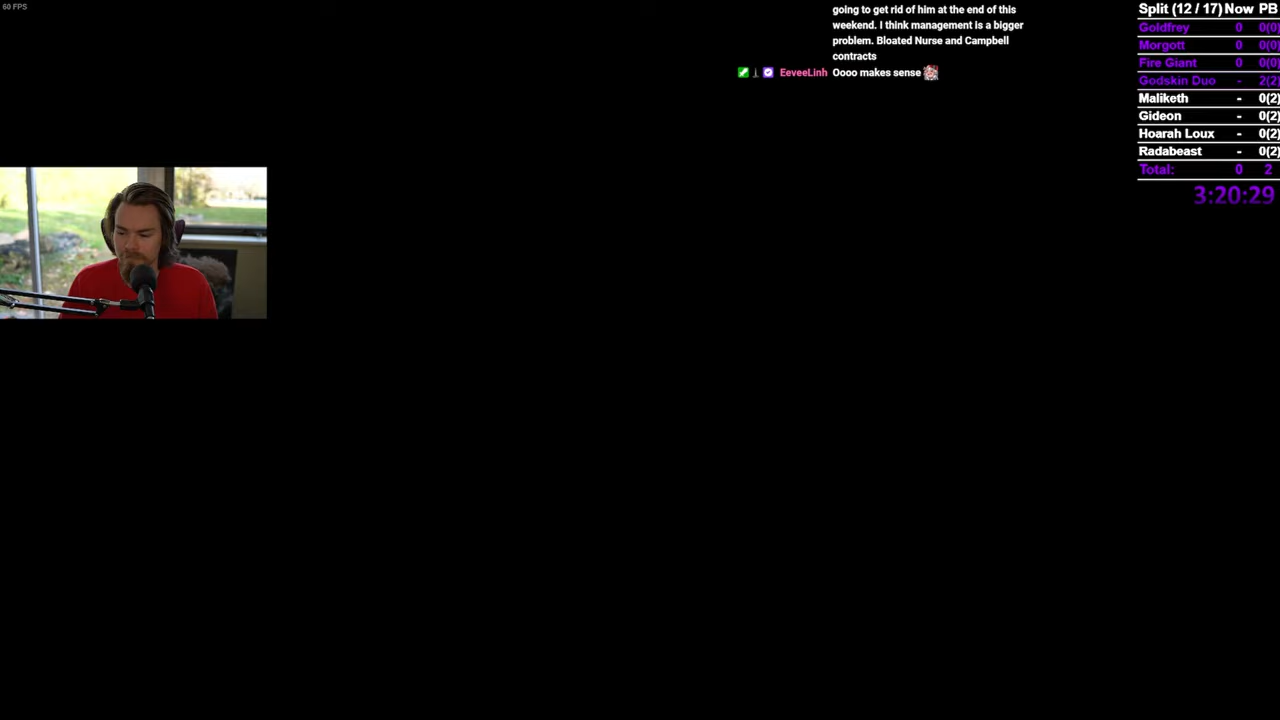 60 FPS
going to get rid of him at the end of this
weekend. I think management is a bigger
problem. Bloated Nurse and Campbell
contracts
EeveeLinh Oooo makes sense
Split (12 / 17) Now PB
Goldfrey 0 0(0)
Morgott 0 0(0)
Fire Giant 0 0(0)
Godskin Duo - 2(2)
Maliketh - 0(2)
Gideon - 0(2)
Hoarah Loux - 0(2)
Radabeast - 0(2)
Total: 0 2
3:20:29